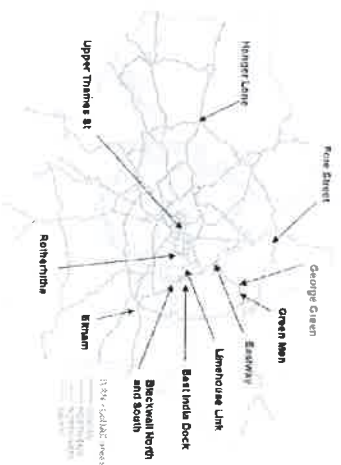 Hanger Lane
Fore Street
George Green
Green Man
Eastway
Limehouse Link
East India Dock
Blackwall North
and South
Eltham
Rotherhithe
Upper Thames St